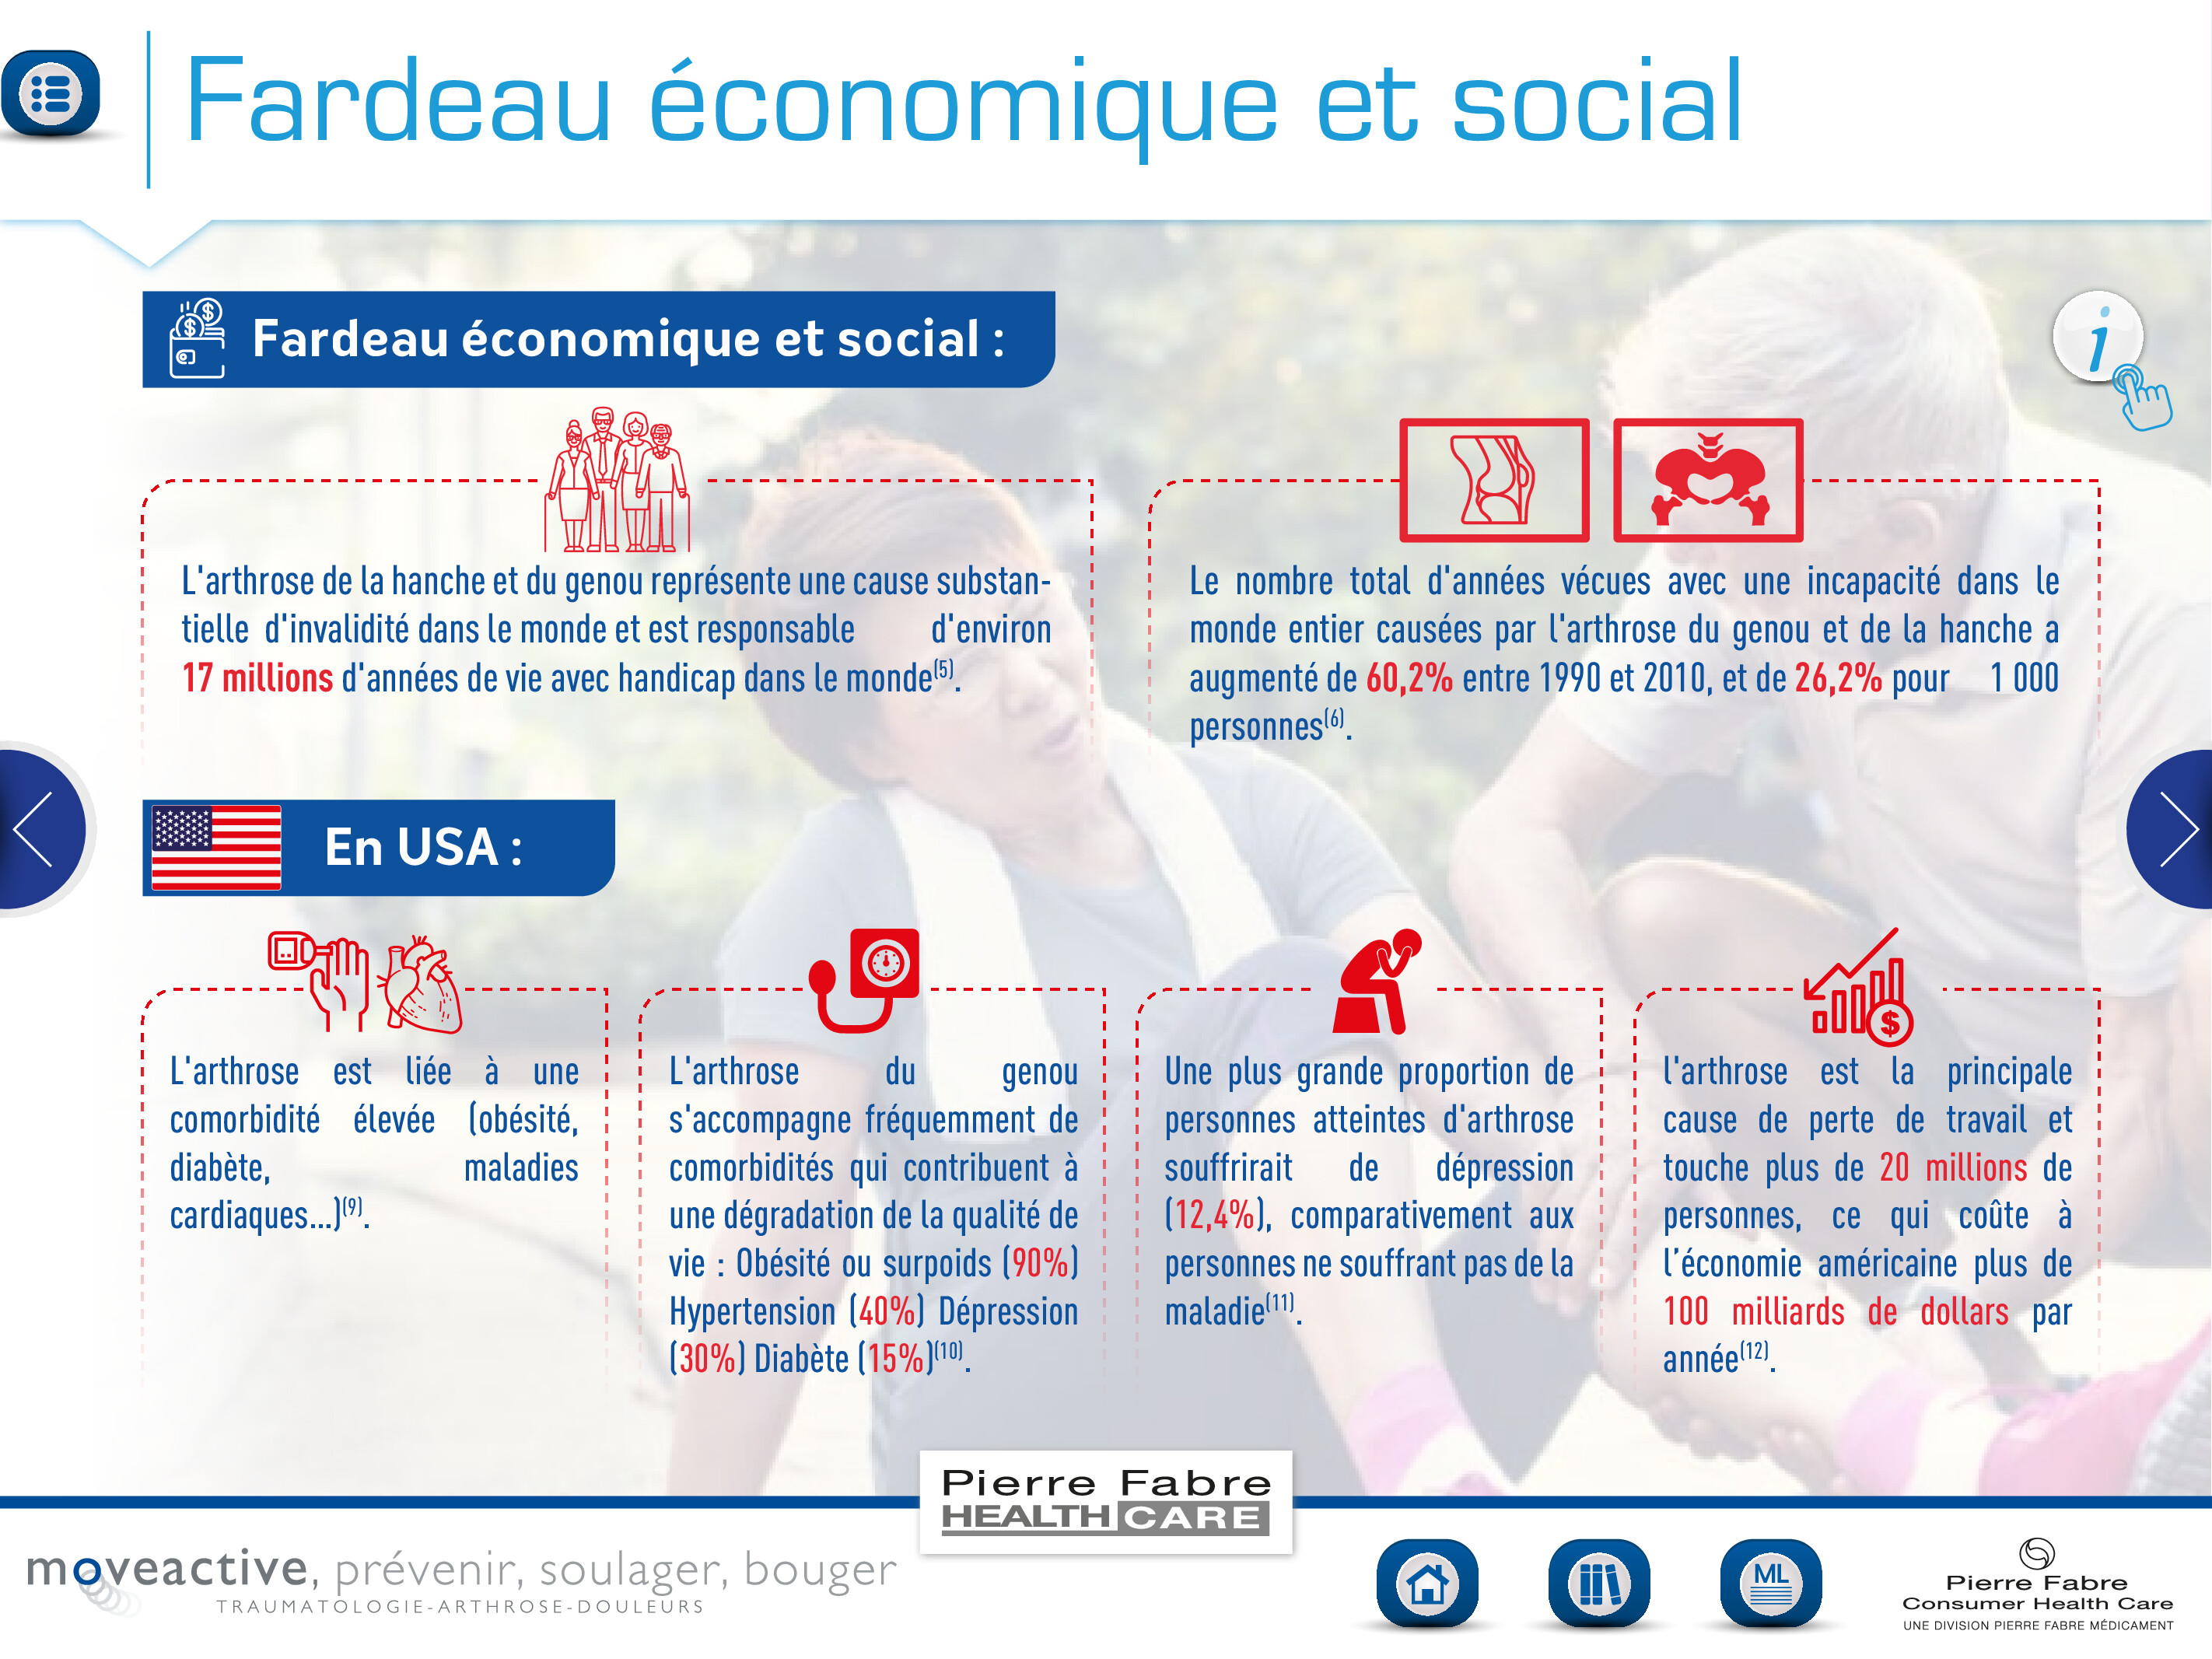 Fardeau économique et social
Fardeau économique et social :
L'arthrose de la hanche et du genou représente une cause substan-
tielle d'invalidité dans le monde et est responsable d'environ
17 millions d'années de vie avec handicap dans le monde(5).
Le nombre total d'années vécues avec une incapacité dans le
monde entier causées par l'arthrose du genou et de la hanche a
augmenté de 60,2% entre 1990 et 2010, et de 26,2% pour 1 000
personnes(6).
En USA :
L'arthrose est liée à une
comorbidité élevée (obésité,
diabète, maladies
cardiaques...)(9).
L'arthrose du genou
s'accompagne fréquemment de
comorbidités qui contribuent à
une dégradation de la qualité de
vie : Obésité ou surpoids (90%)
Hypertension (40%) Dépression
(30%) Diabète (15%)(10).
Une plus grande proportion de
personnes atteintes d'arthrose
souffrirait de dépression
(12,4%), comparativement aux
personnes ne souffrant pas de la
maladie(11).
l'arthrose est la principale
cause de perte de travail et
touche plus de 20 millions de
personnes, ce qui coûte à
l'économie américaine plus de
100 milliards de dollars par
année(12).
Pierre Fabre
HEALTH CARE
moveactive, prévenir, soulager, bouger
TRAUMATOLOGIE-ARTHROSE-DOULEURS
ML
Pierre Fabre
Consumer Health Care
UNE DIVISION PIERRE FABRE MÉDICAMENT